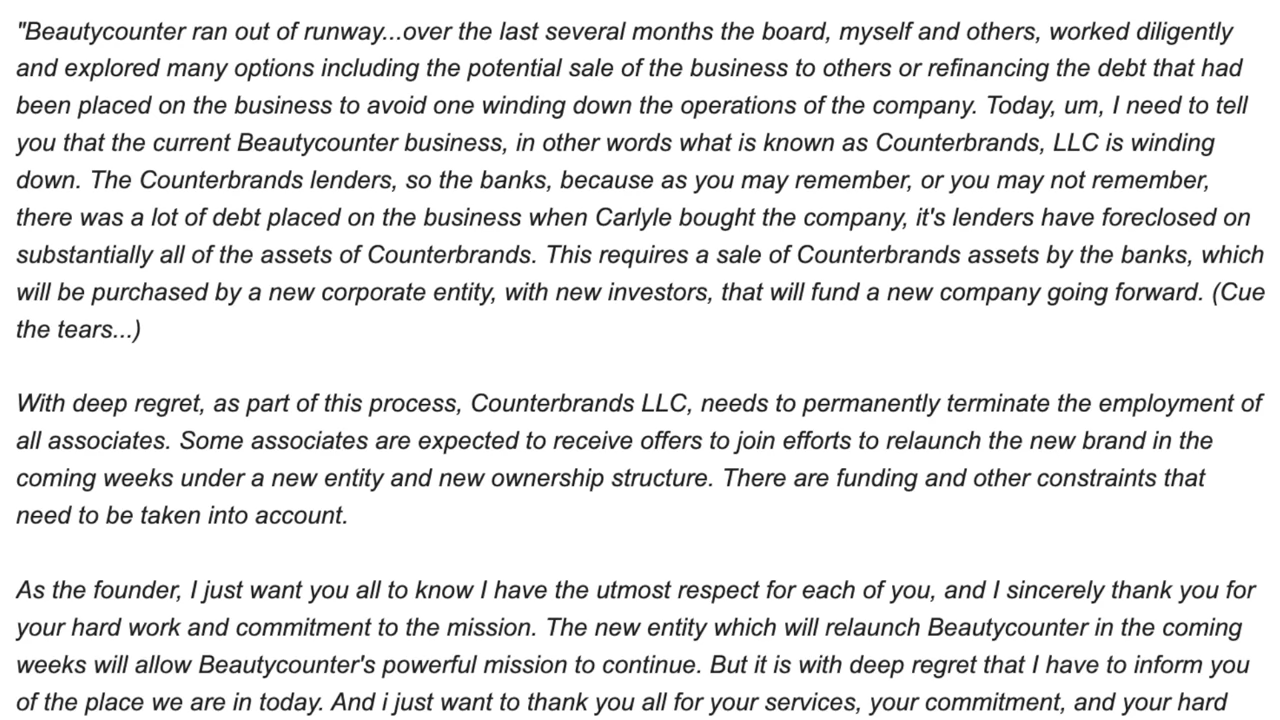 "Beautycounter ran out of runway...over the last several months the board, myself and others, worked diligently
and explored many options including the potential sale of the business to others or refinancing the debt that had
been placed on the business to avoid one winding down the operations of the company. Today, um, I need to tell
you that the current Beautycounter business, in other words what is known as Counterbrands, LLC is winding
down. The Counterbrands lenders, so the banks, because as you may remember, or you may not remember,
there was a lot of debt placed on the business when Carlyle bought the company, it's lenders have foreclosed on
substantially all of the assets of Counterbrands. This requires a sale of Counterbrands assets by the banks, which
will be purchased by a new corporate entity, with new investors, that will fund a new company going forward. (Cue
the tears...)
With deep regret, as part of this process, Counterbrands LLC, needs to permanently terminate the employment of
all associates. Some associates are expected to receive offers to join efforts to relaunch the new brand in the
coming weeks under a new entity and new ownership structure. There are funding and other constraints that
need to be taken into account.
As the founder, I just want you all to know I have the utmost respect for each of you, and I sincerely thank you for
your hard work and commitment to the mission. The new entity which will relaunch Beautycounter in the coming
weeks will allow Beautycounter's powerful mission to continue. But it is with deep regret that I have to inform you
of the place we are in today. And i just want to thank you all for your services, your commitment, and your hard